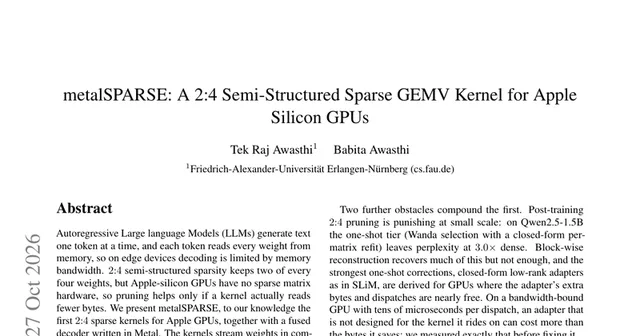 metalSPARSE: A 2:4 Semi-Structured Sparse GEMV Kernel for Apple
Silicon GPUs
Tek Raj Awasthi¹ Babita Awasthi
¹Friedrich-Alexander-Universität Erlangen-Nürnberg (cs.fau.de)
27 Oct 2026
Abstract
Autoregressive Large language Models (LLMs) generate text
one token at a time, and each token reads every weight from
memory, so on edge devices decoding is limited by memory
bandwidth. 2:4 semi-structured sparsity keeps two of every
four weights, but Apple-silicon GPUs have no sparse matrix
hardware, so pruning helps only if a kernel actually reads
fewer bytes. We present metalSPARSE, to our knowledge the
first 2:4 sparse kernels for Apple GPUs, together with a fused
decoder written in Metal. The kernels stream weights in com-
Two further obstacles compound the first. Post-training
2:4 pruning is punishing at small scale: on Qwen2.5-1.5B
the one-shot tier (Wanda selection with a closed-form per-
matrix refit) leaves perplexity at 3.0× dense. Block-wise
reconstruction recovers much of this but not enough, and the
strongest one-shot corrections, closed-form low-rank adapters
as in SLiM, are derived for GPUs where the adapter's extra
bytes and dispatches are nearly free. On a bandwidth-bound
GPU with tens of microseconds per dispatch, an adapter that
is not designed for the kernel it rides on can cost more than
the bytes it saves; we measured exactly that before fixing it.